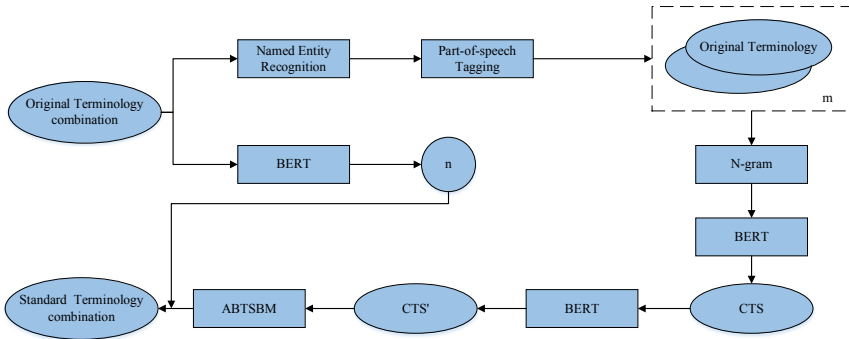 Named Entity
Recognition
Part-of-speech
Tagging
Original Terminology
m
Original Terminology
combination
BERT
n
N-gram
BERT
Standard Terminology
combination
ABTSBM
CTS'
BERT
CTS